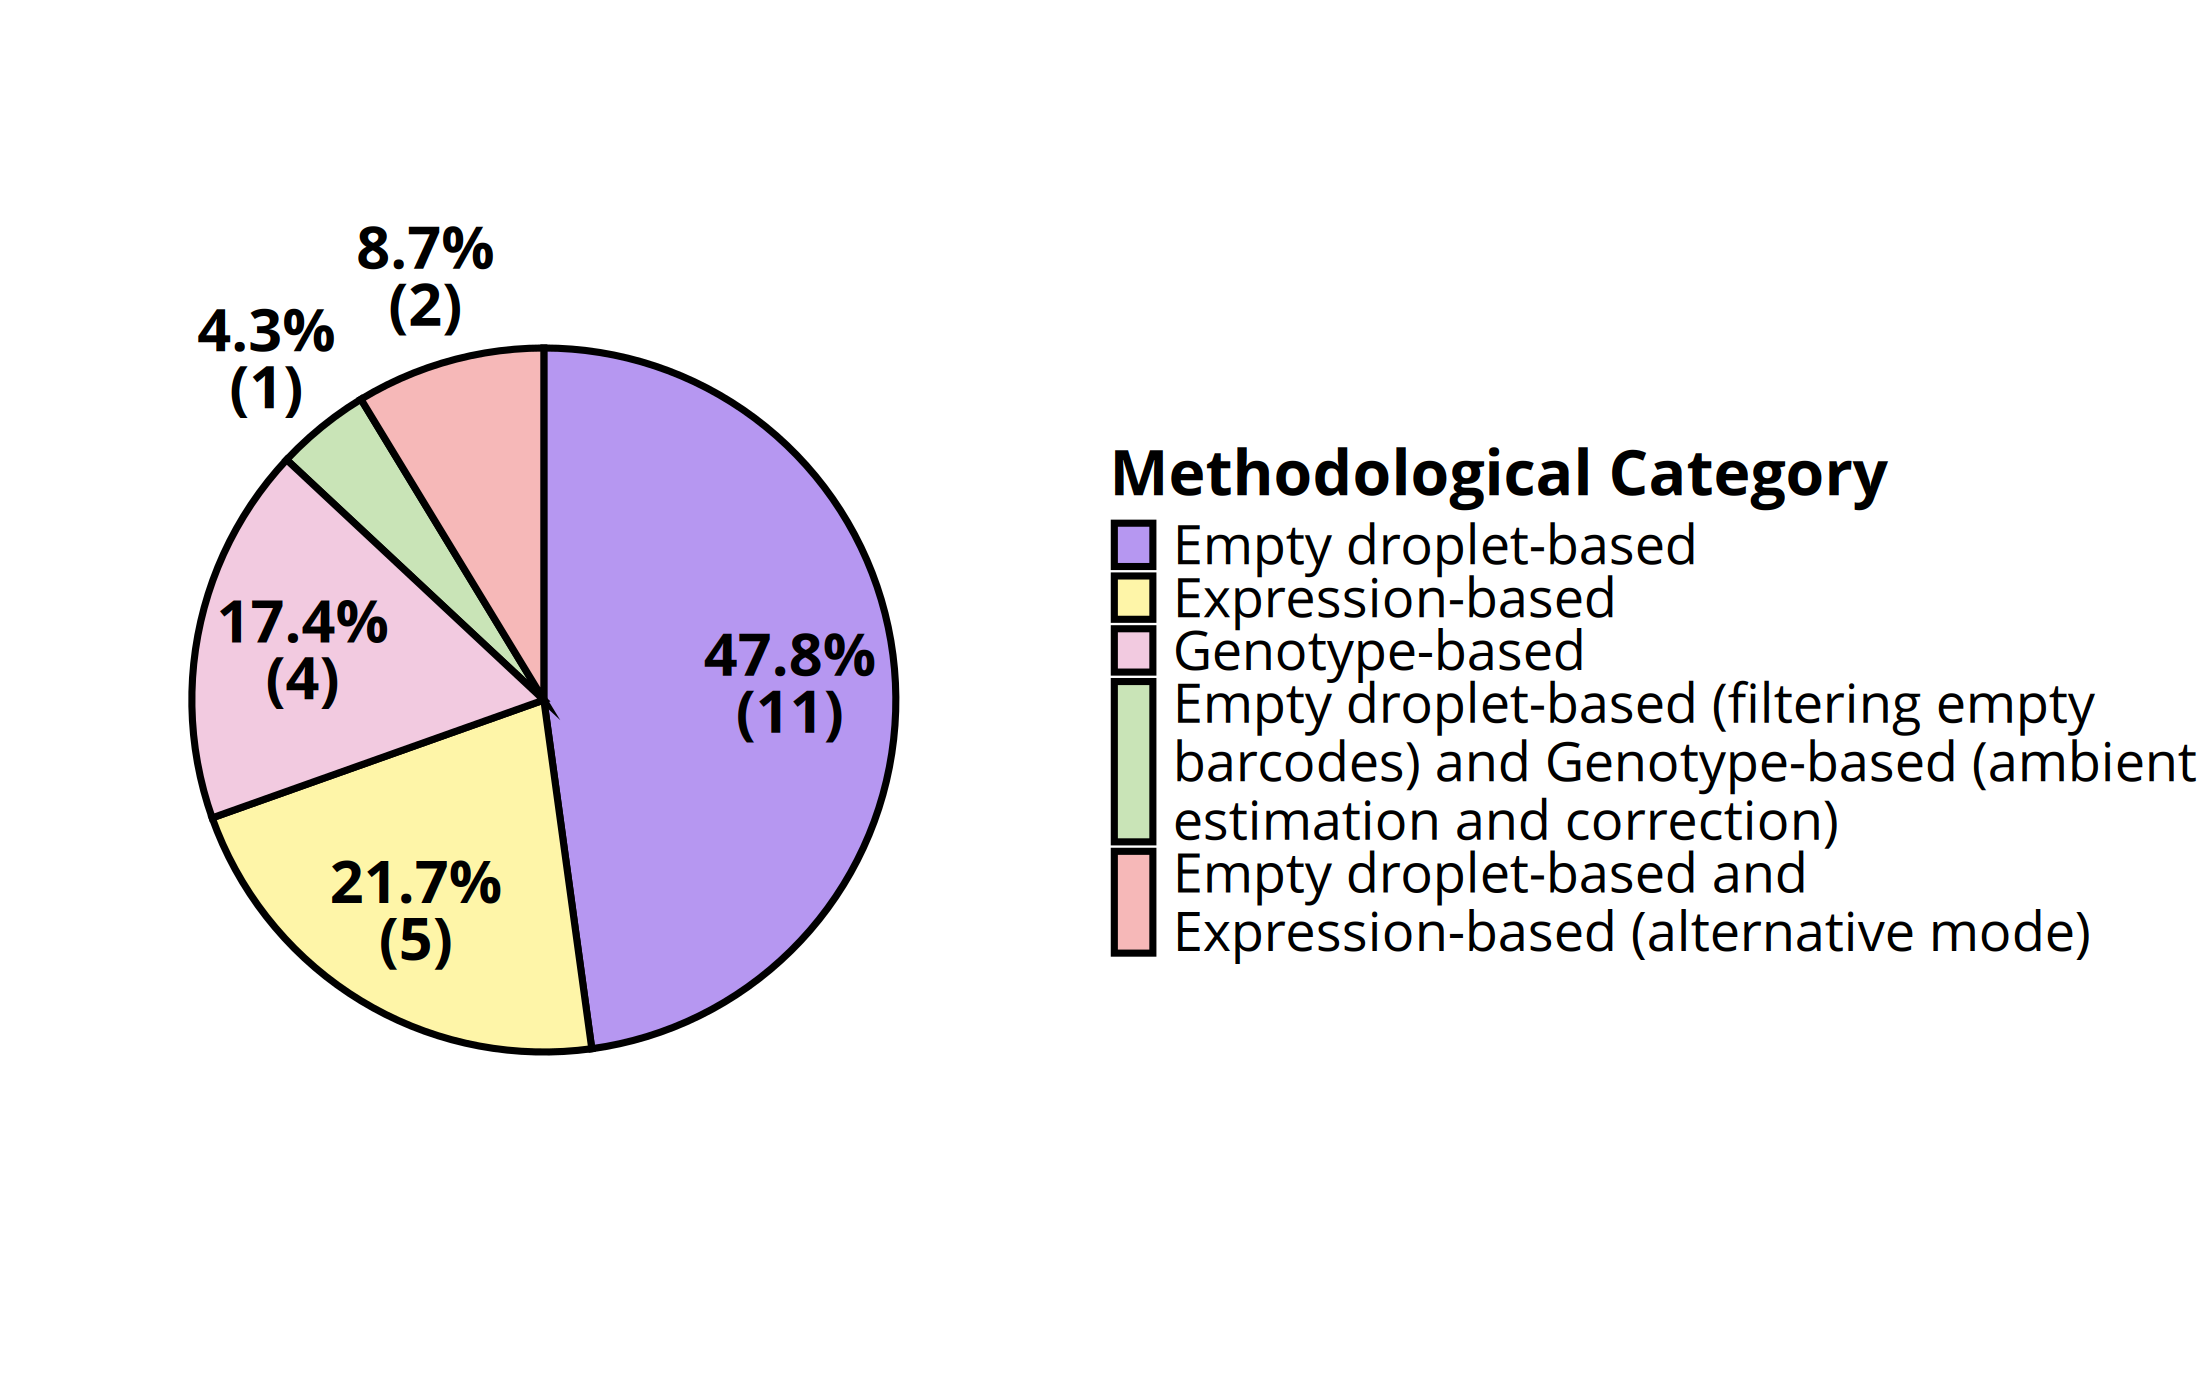 8.7%
(2)
4.3%
(1)
17.4%
(4)
47.8%
(11)
21.7%
(5)
Methodological Category
Empty droplet-based
Expression-based
Genotype-based
Empty droplet-based (filtering empty
barcodes) and Genotype-based (ambient
estimation and correction)
Empty droplet-based and
Expression-based (alternative mode)